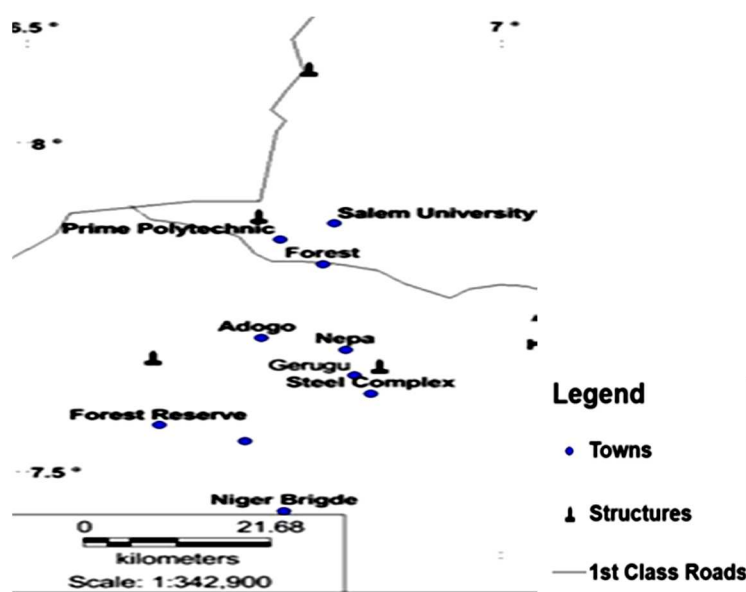 6.5 °
7 °
8 °
Salem University
Prime Polytechnic
Forest
Adogo
Nepa
Gerugu
Steel Complex
Legend
Forest Reserve
Towns
7.5 °
Niger Brigde
Structures
0 21.68
kilometers
1st Class Roads
Scale: 1:342,900